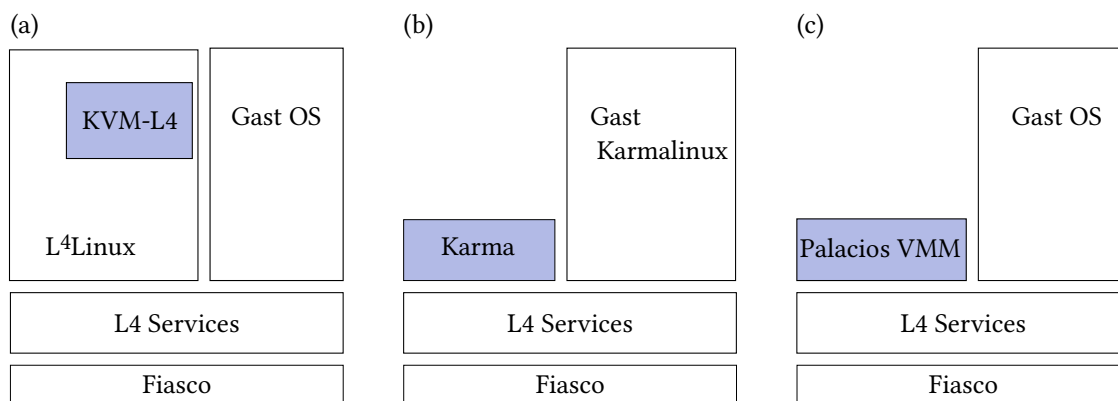 (a)
KVM-L4
Gast OS
L⁴Linux
L4 Services
Fiasco
(b)
Gast
Karmalinux
Karma
L4 Services
Fiasco
(c)
Gast OS
Palacios VMM
L4 Services
Fiasco